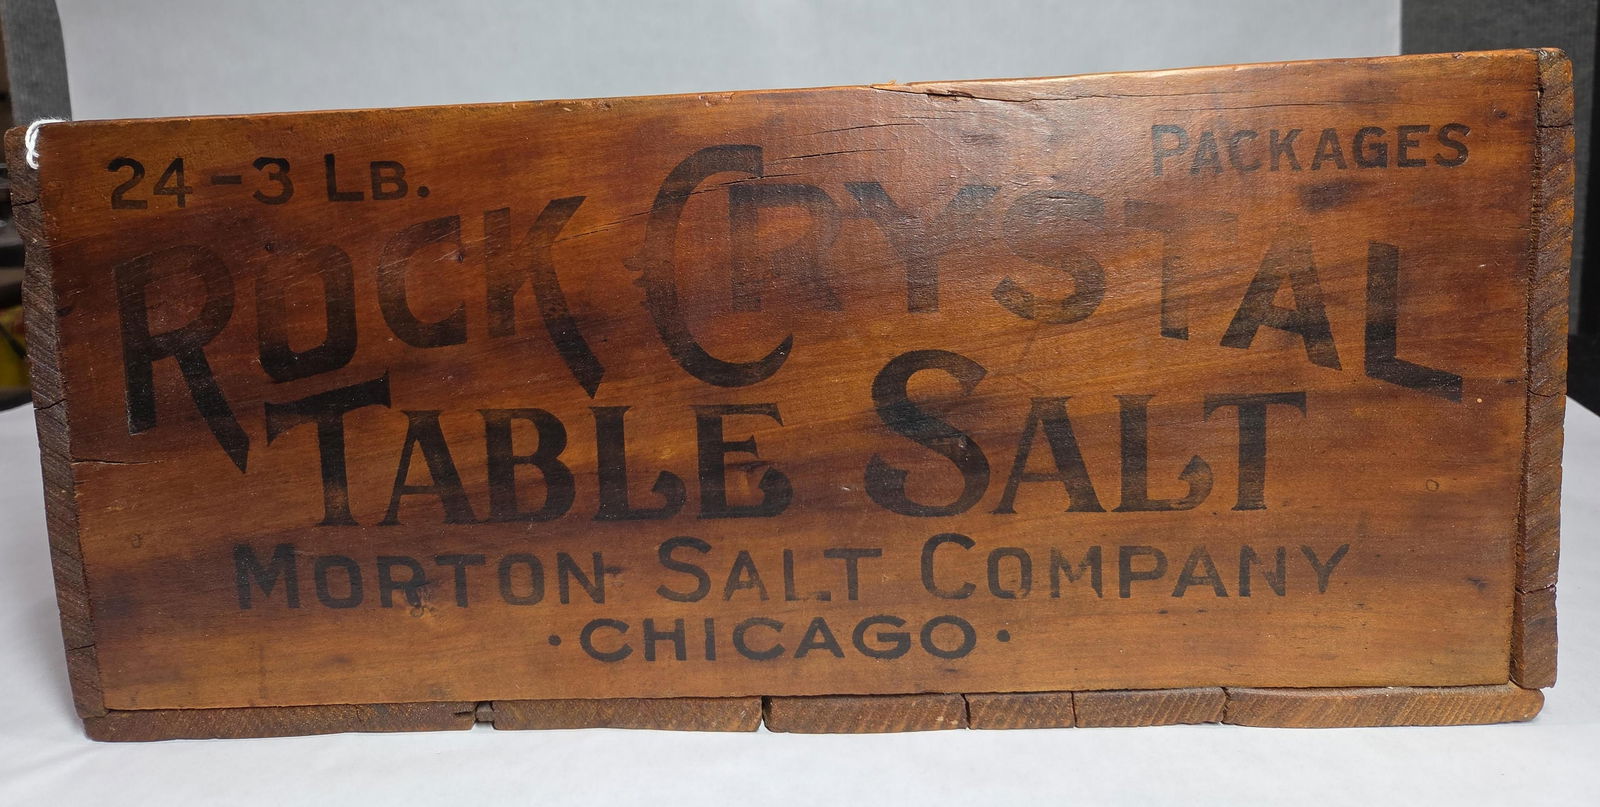 24-3 LB. PACKAGES
ROCK CRYSTAL
TABLE SALT
MORTON SALT COMPANY
·CHICAGO·